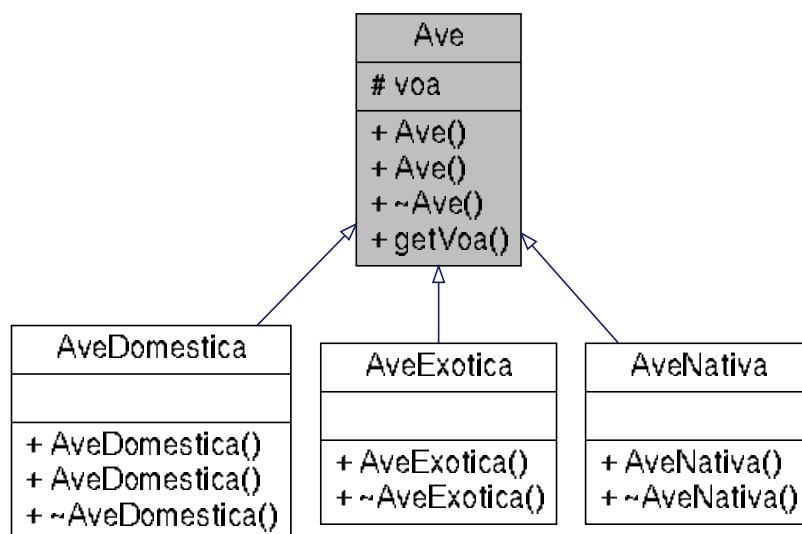 Ave
# voa
+ Ave()
+ Ave()
+ ~Ave()
+ getVoa()
AveDomestica
+ AveDomestica()
+ AveDomestica()
+ ~AveDomestica()
AveExotica
+ AveExotica()
+ ~AveExotica()
AveNativa
+ AveNativa()
+ ~AveNativa()